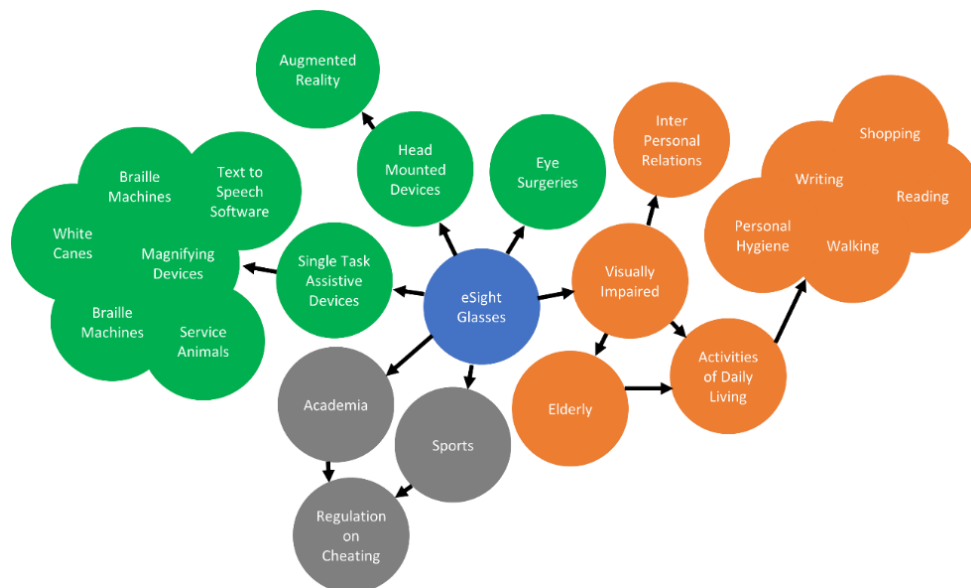 Augmented
Reality
Head
Mounted
Devices
Eye
Surgeries
Inter
Personal
Relations
Shopping
Writing
Reading
Personal
Hygiene
Walking
Braille
Machines
Text to
Speech
Software
White
Canes
Magnifying
Devices
Braille
Machines
Service
Animals
Single Task
Assistive
Devices
eSight
Glasses
Visually
Impaired
Academia
Sports
Elderly
Activities
of Daily
Living
Regulation
on
Cheating